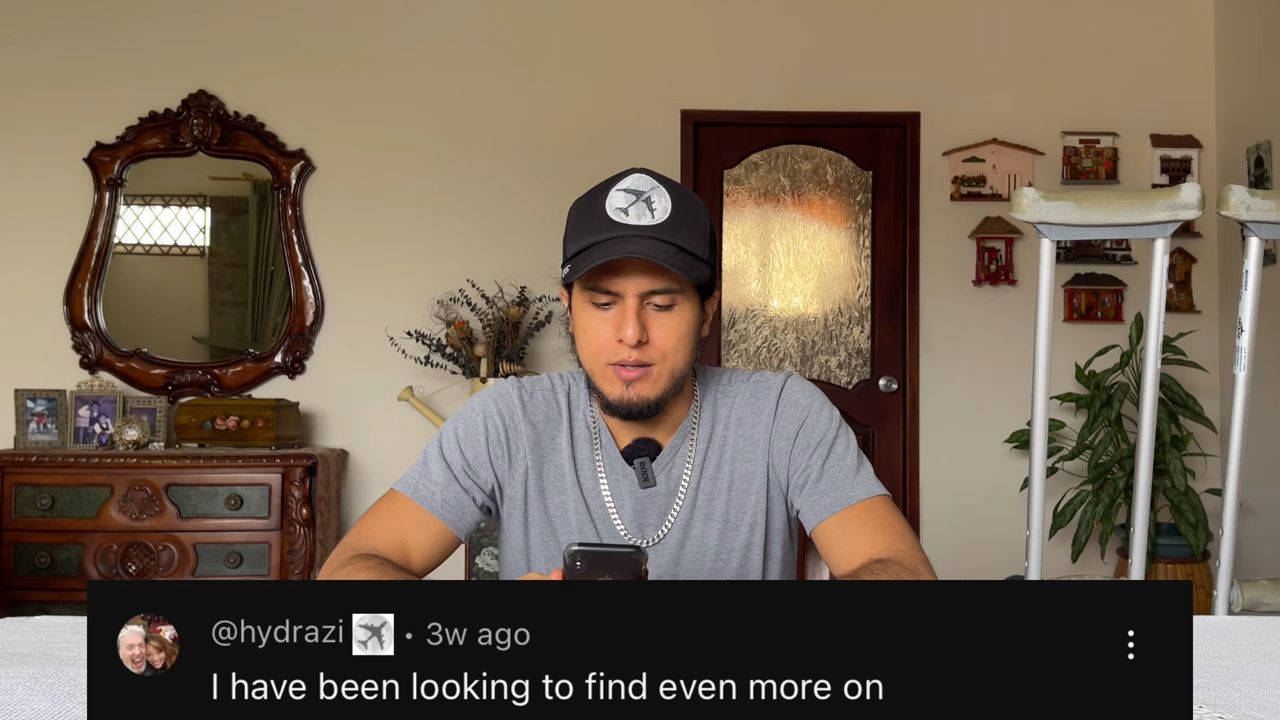 @hydrazi • 3w ago
I have been looking to find even more on